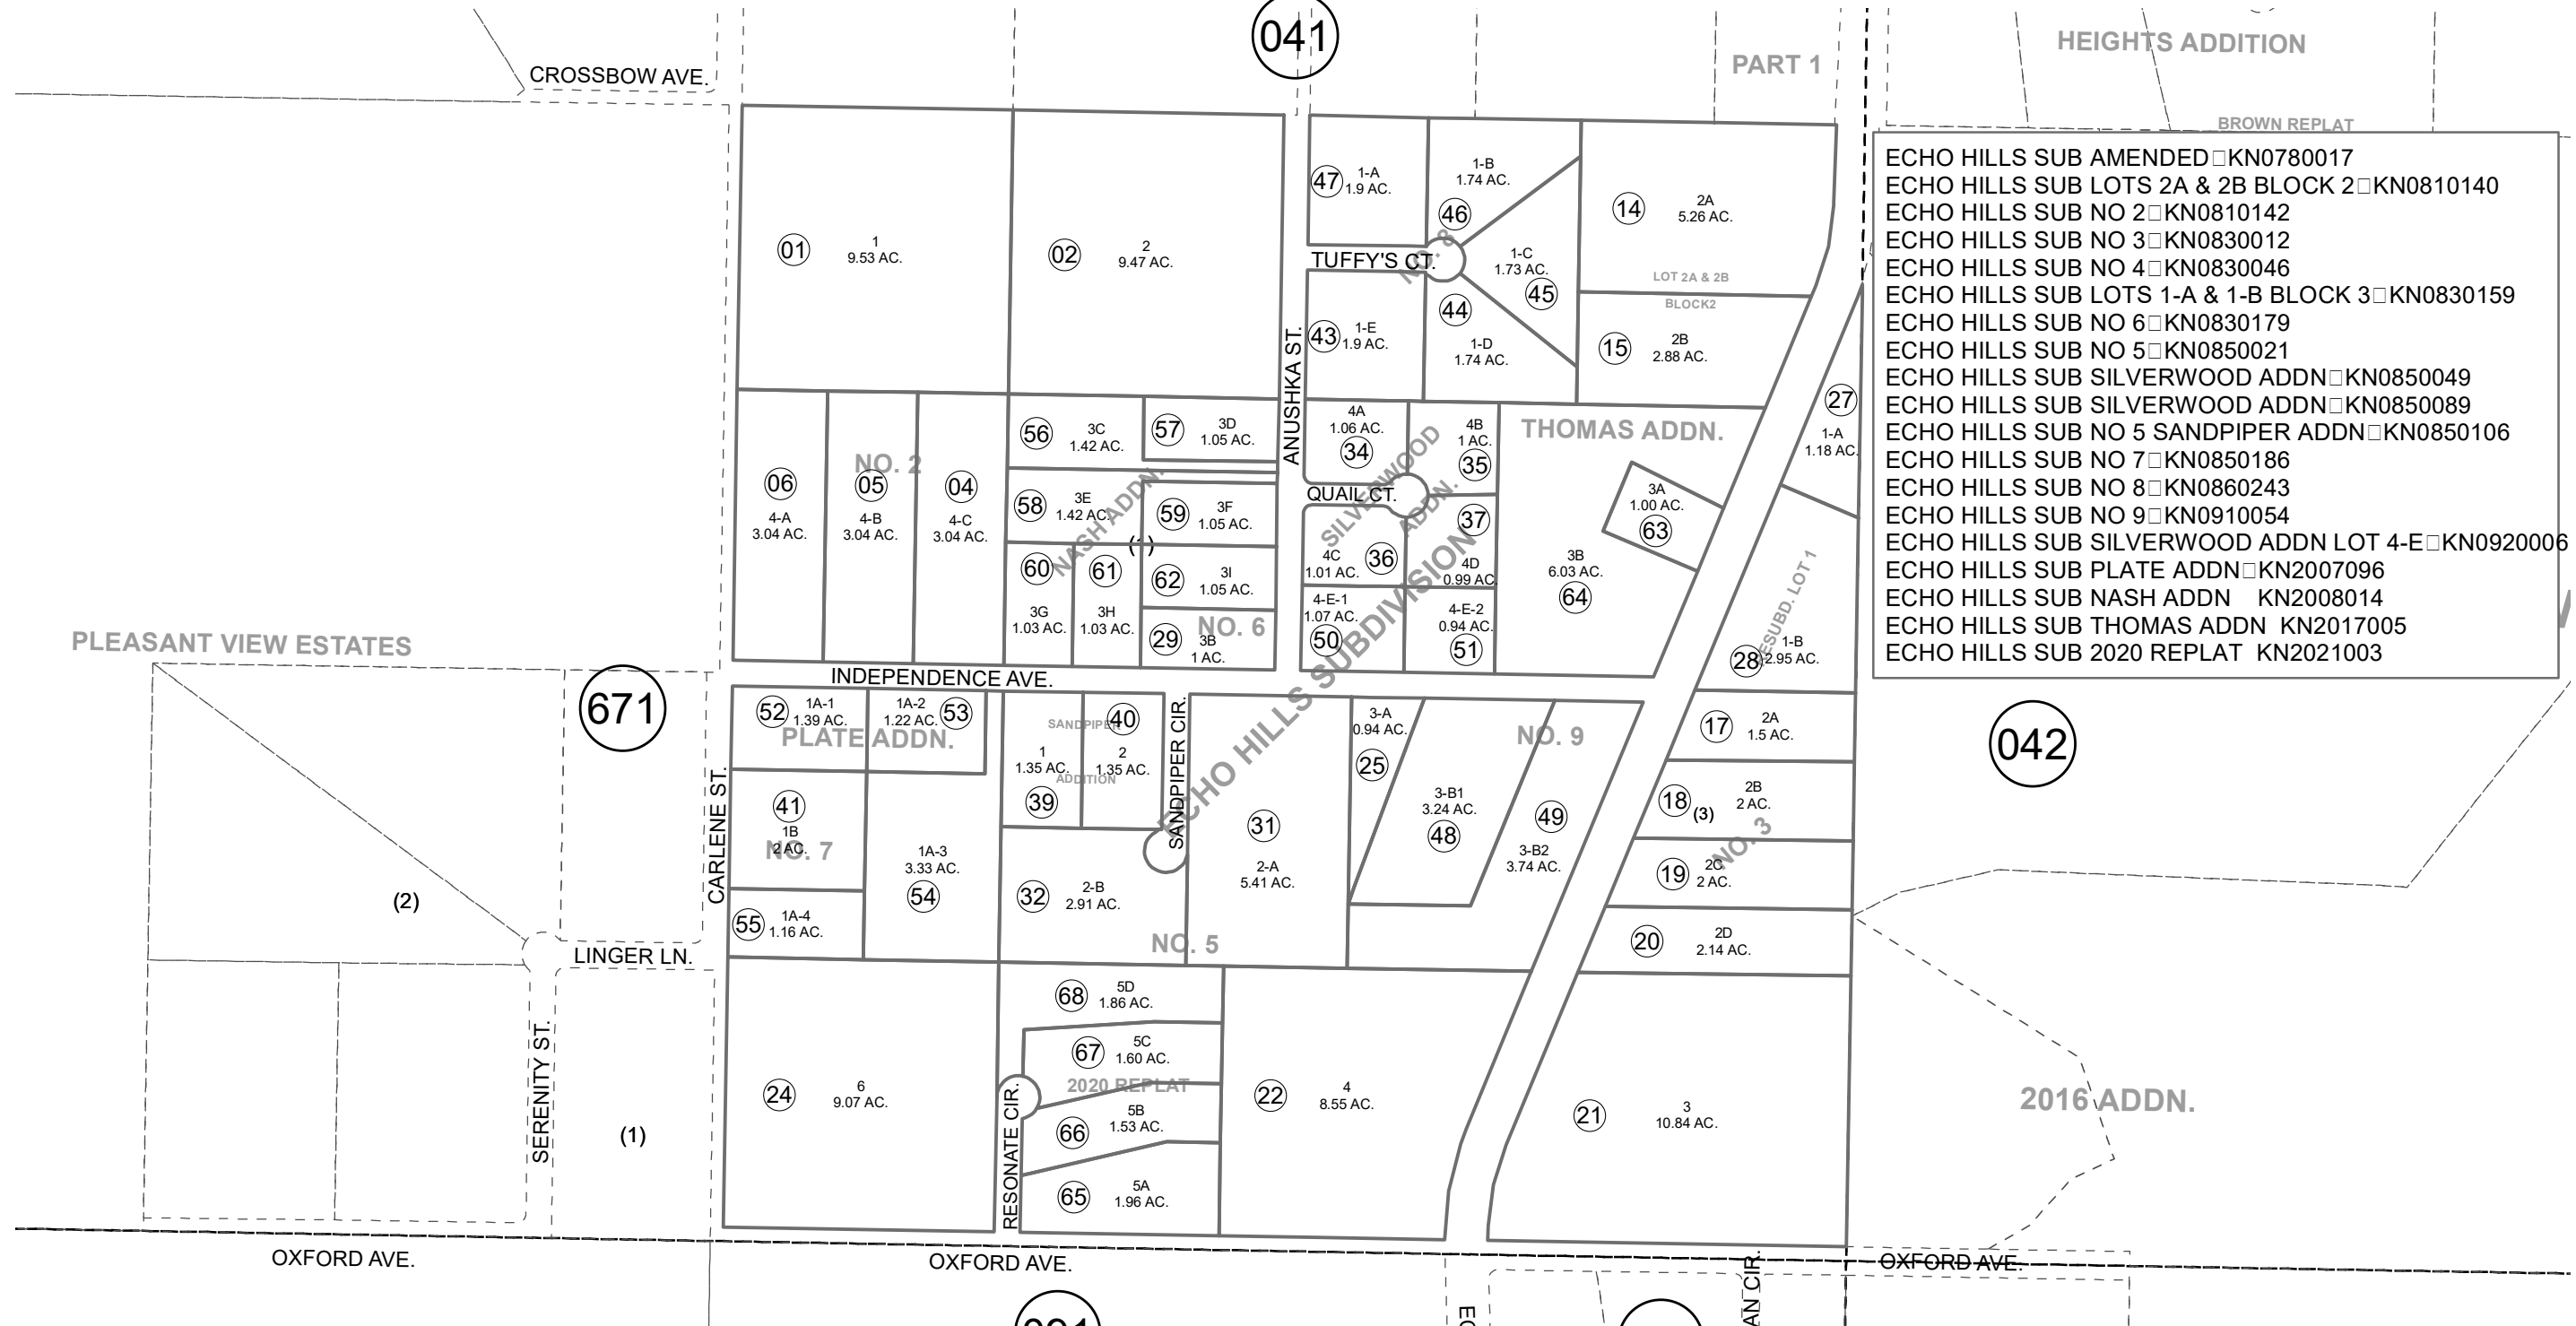 041
HEIGHTS ADDITION
PART 1
CROSSBOW AVE.
BROWN REPLAT
ECHO HILLS SUB AMENDED□KN0780017
ECHO HILLS SUB LOTS 2A & 2B BLOCK 2□KN0810140
ECHO HILLS SUB NO 2□KN0810142
ECHO HILLS SUB NO 3□KN0830012
ECHO HILLS SUB NO 4□KN0830046
ECHO HILLS SUB LOTS 1-A & 1-B BLOCK 3□KN0830159
ECHO HILLS SUB NO 6□KN0830179
ECHO HILLS SUB NO 5□KN0850021
ECHO HILLS SUB SILVERWOOD ADDN□KN0850049
ECHO HILLS SUB SILVERWOOD ADDN□KN0850089
ECHO HILLS SUB NO 5 SANDPIPER ADDN□KN0850106
ECHO HILLS SUB NO 7□KN0850186
ECHO HILLS SUB NO 8□KN0860243
ECHO HILLS SUB NO 9□KN0910054
ECHO HILLS SUB SILVERWOOD ADDN LOT 4-E□KN0920006
ECHO HILLS SUB PLATE ADDN□KN2007096
ECHO HILLS SUB NASH ADDN KN2008014
ECHO HILLS SUB THOMAS ADDN KN2017005
ECHO HILLS SUB 2020 REPLAT KN2021003
01
1
9.53 AC.
02
2
9.47 AC.
47
1-A
1.9 AC.
1-B
1.74 AC.
46
14
2A
5.26 AC.
NO. 8
TUFFY'S CT.
1-C
1.73 AC.
45
LOT 2A & 2B
BLOCK2
43
1-E
1.9 AC.
44
1-D
1.74 AC.
15
2B
2.88 AC.
ANUSHKA ST.
27
1-A
1.18 AC.
06
4-A
3.04 AC.
NO. 2
05
4-B
3.04 AC.
04
4-C
3.04 AC.
56
3C
1.42 AC.
57
3D
1.05 AC.
58
3E
1.42 AC.
59
3F
1.05 AC.
NASH ADDN.
60
3G
1.03 AC.
61
3H
1.03 AC.
62
3I
1.05 AC.
29
3B
1 AC.
NO. 6
4A
1.06 AC.
34
4B
1 AC.
35
QUAIL CT.
SILVERWOOD
ADDN.
4C
1.01 AC.
36
37
4D
0.99 AC.
4-E-1
1.07 AC.
50
4-E-2
0.94 AC.
51
THOMAS ADDN.
3A
1.00 AC.
63
3B
6.03 AC.
64
RESUBD. LOT 1
28
1-B
2.95 AC.
PLEASANT VIEW ESTATES
671
INDEPENDENCE AVE.
ECHO HILLS SUBDIVISION
042
52
1A-1
1.39 AC.
1A-2
1.22 AC.
53
PLATE ADDN.
SANDPIPER
ADDITION
1
1.35 AC.
39
40
2
1.35 AC.
SANDPIPER CIR.
3-A
0.94 AC.
25
NO. 9
17
2A
1.5 AC.
41
1B
2 AC.
NO. 7
CARLENE ST.
1A-3
3.33 AC.
54
55
1A-4
1.16 AC.
32
2-B
2.91 AC.
31
2-A
5.41 AC.
3-B1
3.24 AC.
48
49
3-B2
3.74 AC.
18
(3)
2B
2 AC.
NO. 3
19
2C
2 AC.
20
2D
2.14 AC.
NO. 5
(2)
LINGER LN.
SERENITY ST.
(1)
24
6
9.07 AC.
RESONATE CIR.
68
5D
1.86 AC.
67
5C
1.60 AC.
2020 REPLAT
66
5B
1.53 AC.
65
5A
1.96 AC.
22
4
8.55 AC.
21
3
10.84 AC.
2016 ADDN.
OXFORD AVE.
OXFORD AVE.
OXFORD AVE.